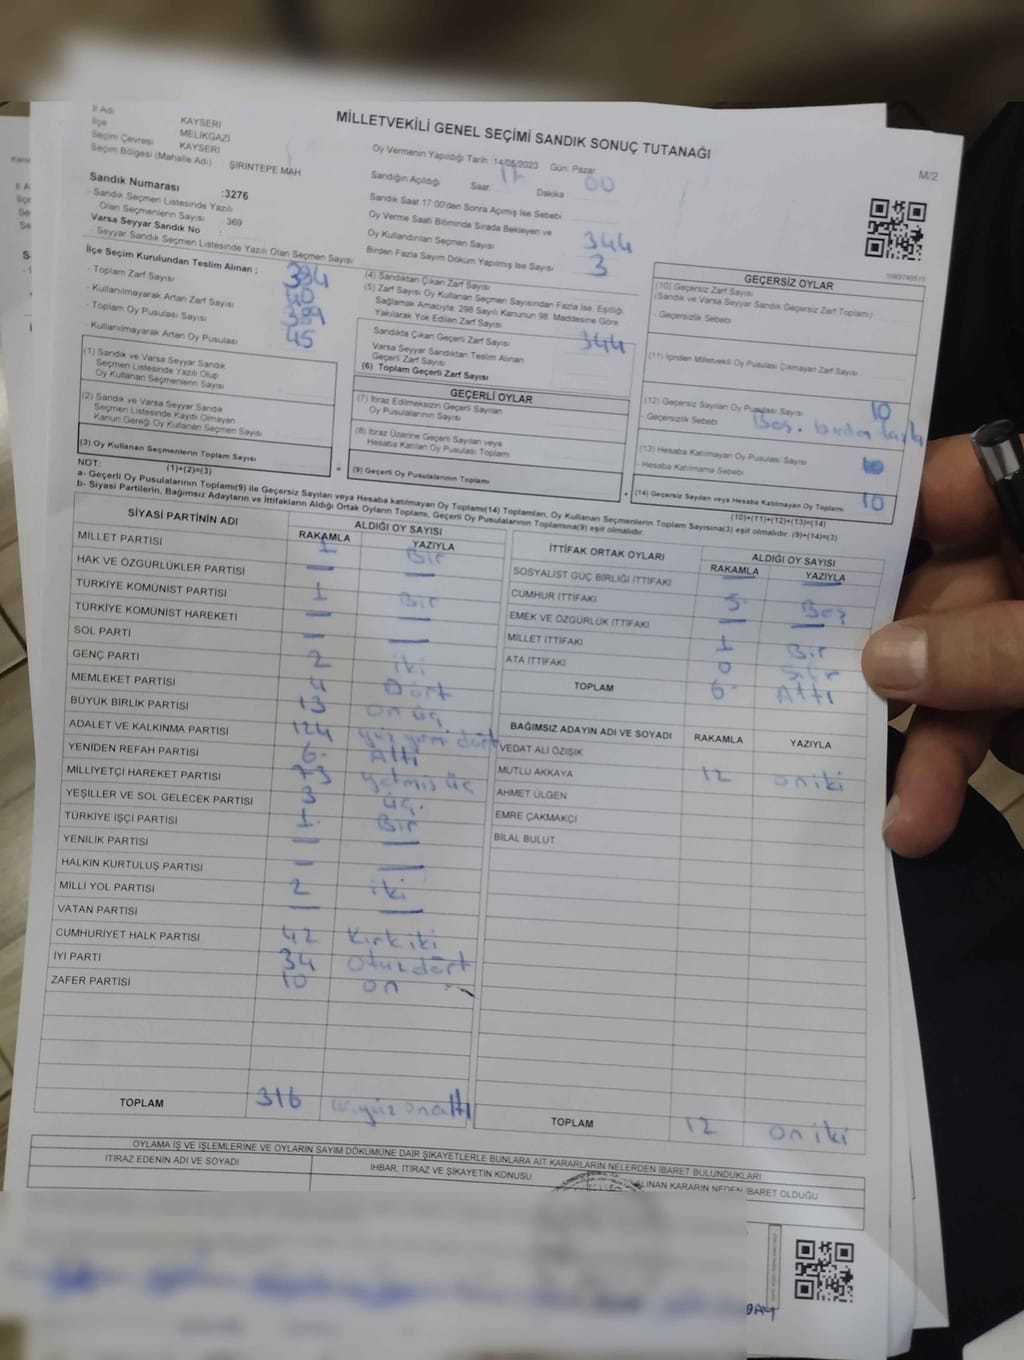 MİLLETVEKİLİ GENEL SEÇİMİ SANDIK SONUÇ TUTANAĞI
M/2
İl Adı KAYSERİ
İlçe MELİKGAZİ
Seçim Çevresi KAYSERİ
Seçim Bölgesi (Mahalle Adı) ŞİRİNTEPE MAH
Sandık Numarası :3276
- Sandık Seçmen Listesinde Yazılı
Olan Seçmenlerin Sayısı 369
Varsa Seyyar Sandık No :
- Seyyar Sandık Seçmen Listesinde Yazılı Olan Seçmen Sayısı
İlçe Seçim Kurulundan Teslim Alınan ;
- Toplam Zarf Sayısı
- Kullanılmayarak Artan Zarf Sayısı
- Toplam Oy Pusulası Sayısı
- Kullanılmayarak Artan Oy Pusulası 45
Oy Vermenin Yapıldığı Tarih :14/05/2023 Gün: Pazar
Sandığın Açıldığı Saat 17 Dakika 00
Sandık Saat 17:00'den Sonra Açımış İse Sebebi
Oy Verme Saati Bitiminde Sırada Bekleyen ve
Oy Kullandırılan Seçmen Sayısı 344
Birden Fazla Sayım Döküm Yapılmış İse Sayısı 3
(4) Sandıktan Çıkan Zarf Sayısı
(5) Zarf Sayısı Oy Kullanan Seçmen Sayısından Fazla İse, Eşitliği
Sağlamak Amacıyla; 298 Sayılı Kanunun 98. Maddesine Göre
Yakılarak Yok Edilen Zarf Sayısı
Sandıkta Çıkan Geçerli Zarf Sayısı 344
Varsa Seyyar Sandıktan Teslim Alınan
Geçerli Zarf Sayısı
(6) Toplam Geçerli Zarf Sayısı
(1) Sandık ve Varsa Seyyar Sandık
Seçmen Listesinde Yazılı Olup
Oy Kullanan Seçmenlerin Sayısı
(2) Sandık ve Varsa Seyyar Sandık
Seçmen Listesinde Kayıtlı Olmayan
Kanun Gereği Oy Kullanan Seçmen Sayısı
(3) Oy Kullanan Seçmenlerin Toplam Sayısı
(1)+(2)=(3)
GEÇERLİ OYLAR
(7) İtiraz Edilmeksizin Geçerli Sayılan
Oy Pusulalarının Sayısı
(8) İtiraz Üzerine Geçerli Sayılan veya
Hesaba Katılan Oy Pusulası Toplamı
(9) Geçerli Oy Pusulalarının Toplamı
GEÇERSİZ OYLAR
(10) Geçersiz Zarf Sayısı
(Sandık ve Varsa Seyyar Sandık Geçersiz Zarf Toplamı)
- Geçersizlik Sebebi
(11) İçinden Milletvekili Oy Pusulası Çıkmayan Zarf Sayısı
(12) Geçersiz Sayılan Oy Pusulası Sayısı 10
- Geçersizlik Sebebi Boş. birden fazla
(13) Hesaba Katılmayan Oy Pusulası Sayısı
- Hesaba Katılmama Sebebi
(14) Geçersiz Sayılan veya Hesaba Katılmayan Oy Toplamı 10
(10)+(11)+(12)+(13)=(14)
NOT:
a- Geçerli Oy Pusulalarının Toplamı(9) ile Geçersiz Sayılan veya Hesaba katılmayan Oy Toplamı(14) Toplamları, Oy Kullanan Seçmenlerin Toplam Sayısına(3) eşit olmalıdır. (9)+(14)=(3)
b- Siyasi Partilerin, Bağımsız Adayların ve İttifakların Aldığı Ortak Oyların Toplamı, Geçerli Oy Pusulalarının Toplamına(9) eşit olmalıdır.
SİYASİ PARTİNİN ADI ALDIĞI OY SAYISI
RAKAMLA YAZIYLA
MİLLET PARTİSİ 1 Bir
HAK VE ÖZGÜRLÜKLER PARTİSİ —  —
TÜRKİYE KOMÜNİST PARTİSİ 1 Bir
TÜRKİYE KOMÜNİST HAREKETİ — —
SOL PARTİ — —
GENÇ PARTİ 2 iki
MEMLEKET PARTİSİ 4 Dört
BÜYÜK BİRLİK PARTİSİ 13 on üç
ADALET VE KALKINMA PARTİSİ 124 yüz yirmi dört
YENİDEN REFAH PARTİSİ 6 Altı
MİLLİYETÇİ HAREKET PARTİSİ 73 yetmiş üç
YEŞİLLER VE SOL GELECEK PARTİSİ 3 üç.
TÜRKİYE İŞÇİ PARTİSİ 1 Bir
YENİLİK PARTİSİ — —
HALKIN KURTULUŞ PARTİSİ — —
MİLLİ YOL PARTİSİ 2 iki
VATAN PARTİSİ — —
CUMHURİYET HALK PARTİSİ 42 Kırk iki
İYİ PARTİ 34 otuz dört
ZAFER PARTİSİ 10 on
TOPLAM 316 üçyüz onaltı
İTTİFAK ORTAK OYLARI ALDIĞI OY SAYISI
RAKAMLA YAZIYLA
SOSYALİST GÜÇ BİRLİĞİ İTTİFAKI — —
CUMHUR İTTİFAKI 5 Beş
EMEK VE ÖZGÜRLÜK İTTİFAKI — —
MİLLET İTTİFAKI 1 Bir
ATA İTTİFAKI 0 Sıfır
TOPLAM 6 Altı
BAĞIMSIZ ADAYIN ADI VE SOYADI RAKAMLA YAZIYLA
VEDAT ALİ ÖZIŞIK
MUTLU AKKAYA 12 on iki
AHMET ÜLGEN
EMRE ÇAKMAKÇI
BİLAL BULUT
TOPLAM 12 on iki
OYLAMA İŞ VE İŞLEMLERİNE VE OYLARIN SAYIM DÖKÜMÜNE DAİR ŞİKAYETLERLE BUNLARA AİT KARARLARIN NELERDEN İBARET BULUNDUKLARI
İTİRAZ EDENİN ADI VE SOYADI İHBAR, İTİRAZ VE ŞİKAYETİN KONUSU ALINAN KARARIN NEDEN İBARET OLDUĞU